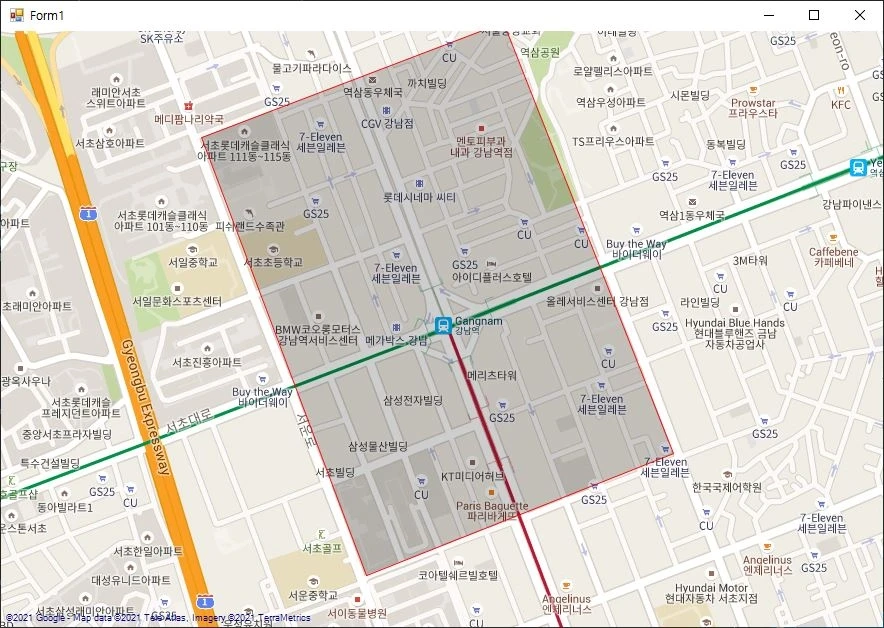 Form1
SK주유소
CU
역삼공원
GS25
eon-ro
물고기파라다이스
까치빌딩
로얄펠리스아파트
래미안서초
스위트아파트
GS25
역삼동우체국
역삼우성아파트
시문빌딩
Prowstar
프라우스타
KFC
메디팜나리약국
CGV 강남점
서초삼호아파트
7-Eleven
세븐일레븐
멘토피부과
내과 강남역점
TS프리우스아파트
동복빌딩
GS25
서초롯데캐슬클래식
아파트 111동~115동
GS25
7-Eleven
세븐일레븐
롯데시네마 씨티
서초롯데캐슬클래식
아파트 101동~110동
피쉬랜드수족관
GS25
CU
CU
역삼1동우체국
강남파이낸스
1
Buy the Way
바이더웨이
Caffebene
카페베네
서일중학교
서초초등학교
7-Eleven
세븐일레븐
GS25
아이디플러스호텔
3M타워
CU
CU
서일문화스포츠센터
올레서비스센터 강남점
라인빌딩
서초래미안아파트
GS25
Hyundai Blue Hands
현대블루핸즈 금남
자동차공업사
BMW코오롱모터스
강남역서비스센터
메가박스 강남
Gangnam
강남역
서초진흥아파트
CU
Gyeongbu Expressway
광옥사우나
메리츠타워
서초롯데캐슬
프레지던트아파트
Buy the Way
바이더웨이
삼성전자빌딩
GS25
7-Eleven
세븐일레븐
서초대로
서운로
중앙서초프라자빌딩
GS25
삼성물산빌딩
특수건설빌딩
서초빌딩
KT미디어허브
7-Eleven
세븐일레븐
한국국제어학원
GS25
CU
동아빌라트1
CU
GS25
Paris Baguette
파리바게뜨
CU
7-Eleven
세븐일레븐
서초한일아파트
서초골프
Angelinus
엔제리너스
GS25
대성유니드아파트
코아텔쉐르빌호텔
서운중학교
Angelinus
엔제리너스
Hyundai Motor
현대자동차 서초지점
CU
서초삼성래미안아파트
1
GS25
서이동물병원
CU
©2021 Google - Map data ©2021 Tele Atlas, Imagery ©2021 TerraMetrics